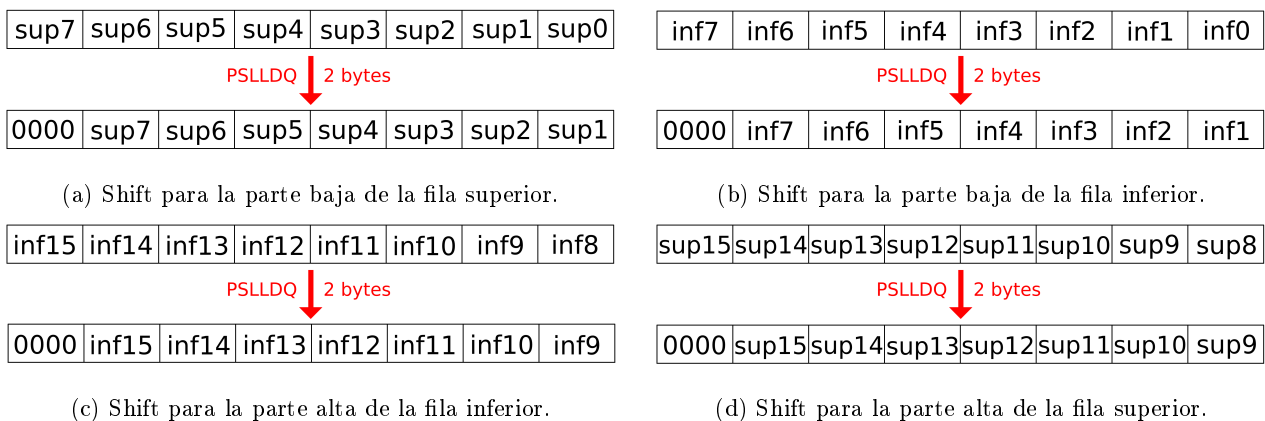 sup7 sup6 sup5 sup4 sup3 sup2 sup1 sup0
PSLLDQ 2 bytes
0000 sup7 sup6 sup5 sup4 sup3 sup2 sup1
(a) Shift para la parte baja de la fila superior.
inf7 inf6 inf5 inf4 inf3 inf2 inf1 inf0
PSLLDQ 2 bytes
0000 inf7 inf6 inf5 inf4 inf3 inf2 inf1
(b) Shift para la parte baja de la fila inferior.
inf15 inf14 inf13 inf12 inf11 inf10 inf9 inf8
PSLLDQ 2 bytes
0000 inf15 inf14 inf13 inf12 inf11 inf10 inf9
(c) Shift para la parte alta de la fila inferior.
sup15 sup14 sup13 sup12 sup11 sup10 sup9 sup8
PSLLDQ 2 bytes
0000 sup15 sup14 sup13 sup12 sup11 sup10 sup9
(d) Shift para la parte alta de la fila superior.